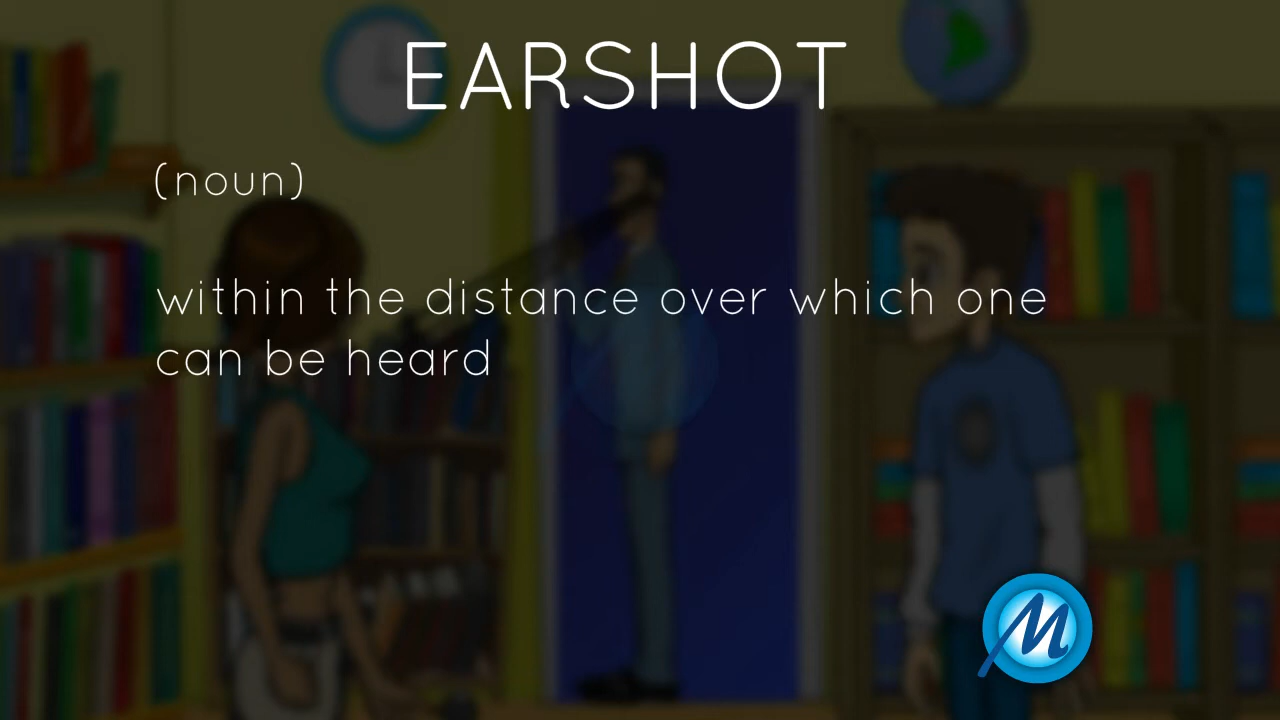 EARSHOT
(noun)
within the distance over which one
can be heard
M